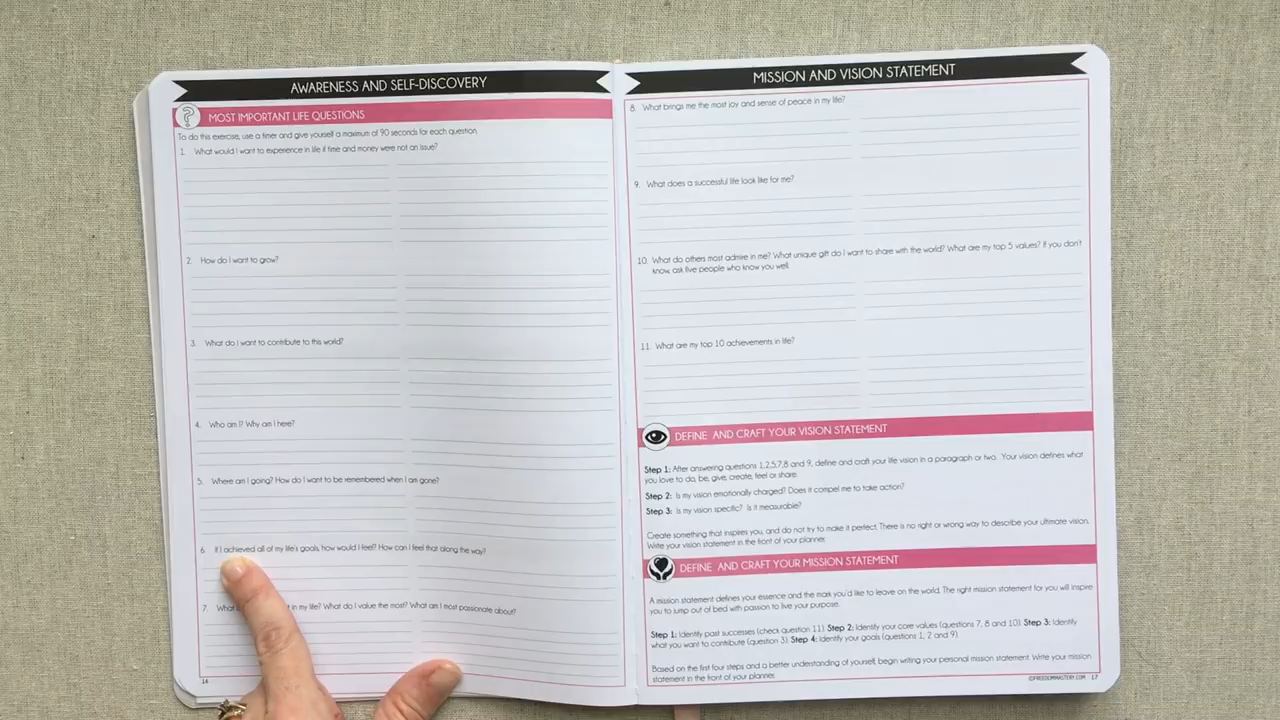 AWARENESS AND SELF-DISCOVERY
MOST IMPORTANT LIFE QUESTIONS
To do this exercise, use a timer and give yourself a maximum of 90 seconds for each question.
1. What would I want to experience in life if time and money were not an issue?
2. How do I want to grow?
3. What do I want to contribute to this world?
4. Who am I? Why am I here?
5. Where am I going? How do I want to be remembered when I am gone?
6. If I achieved all of my life's goals, how would I feel? How can I feel that along the way?
7. What in my life? What do I value the most? What am I most passionate about?
MISSION AND VISION STATEMENT
8. What brings me the most joy and sense of peace in my life?
9. What does a successful life look like for me?
10. What do others most admire in me? What unique gift do I want to share with the world? What are my top 5 values? If you don't
know, ask five people who know you well.
11. What are my top 10 achievements in life?
DEFINE AND CRAFT YOUR VISION STATEMENT
Step 1: After answering questions 1,2,5,7,8 and 9, define and craft your life vision in a paragraph or two. Your vision defines what
you love to do, be, give, create, feel or share.
Step 2: Is my vision emotionally charged? Does it compel me to take action?
Step 3: Is my vision specific? Is it measurable?
Create something that inspires you, and do not try to make it perfect. There is no right or wrong way to describe your ultimate vision.
Write your vision statement in the front of your planner.
DEFINE AND CRAFT YOUR MISSION STATEMENT
A mission statement defines your essence and the mark you'd like to leave on the world. The right mission statement for you will inspire
you to jump out of bed with passion to live your purpose.
Step 1: Identify past successes (check question 11) Step 2: Identify your core values (questions 7, 8 and 10). Step 3: Identify
what you want to contribute (question 3). Step 4: Identify your goals (questions 1, 2 and 9)
Based on the first four steps and a better understanding of yourself, begin writing your personal mission statement. Write your mission
statement in the front of your planner.
©FREEDOMMASTERY.COM 17